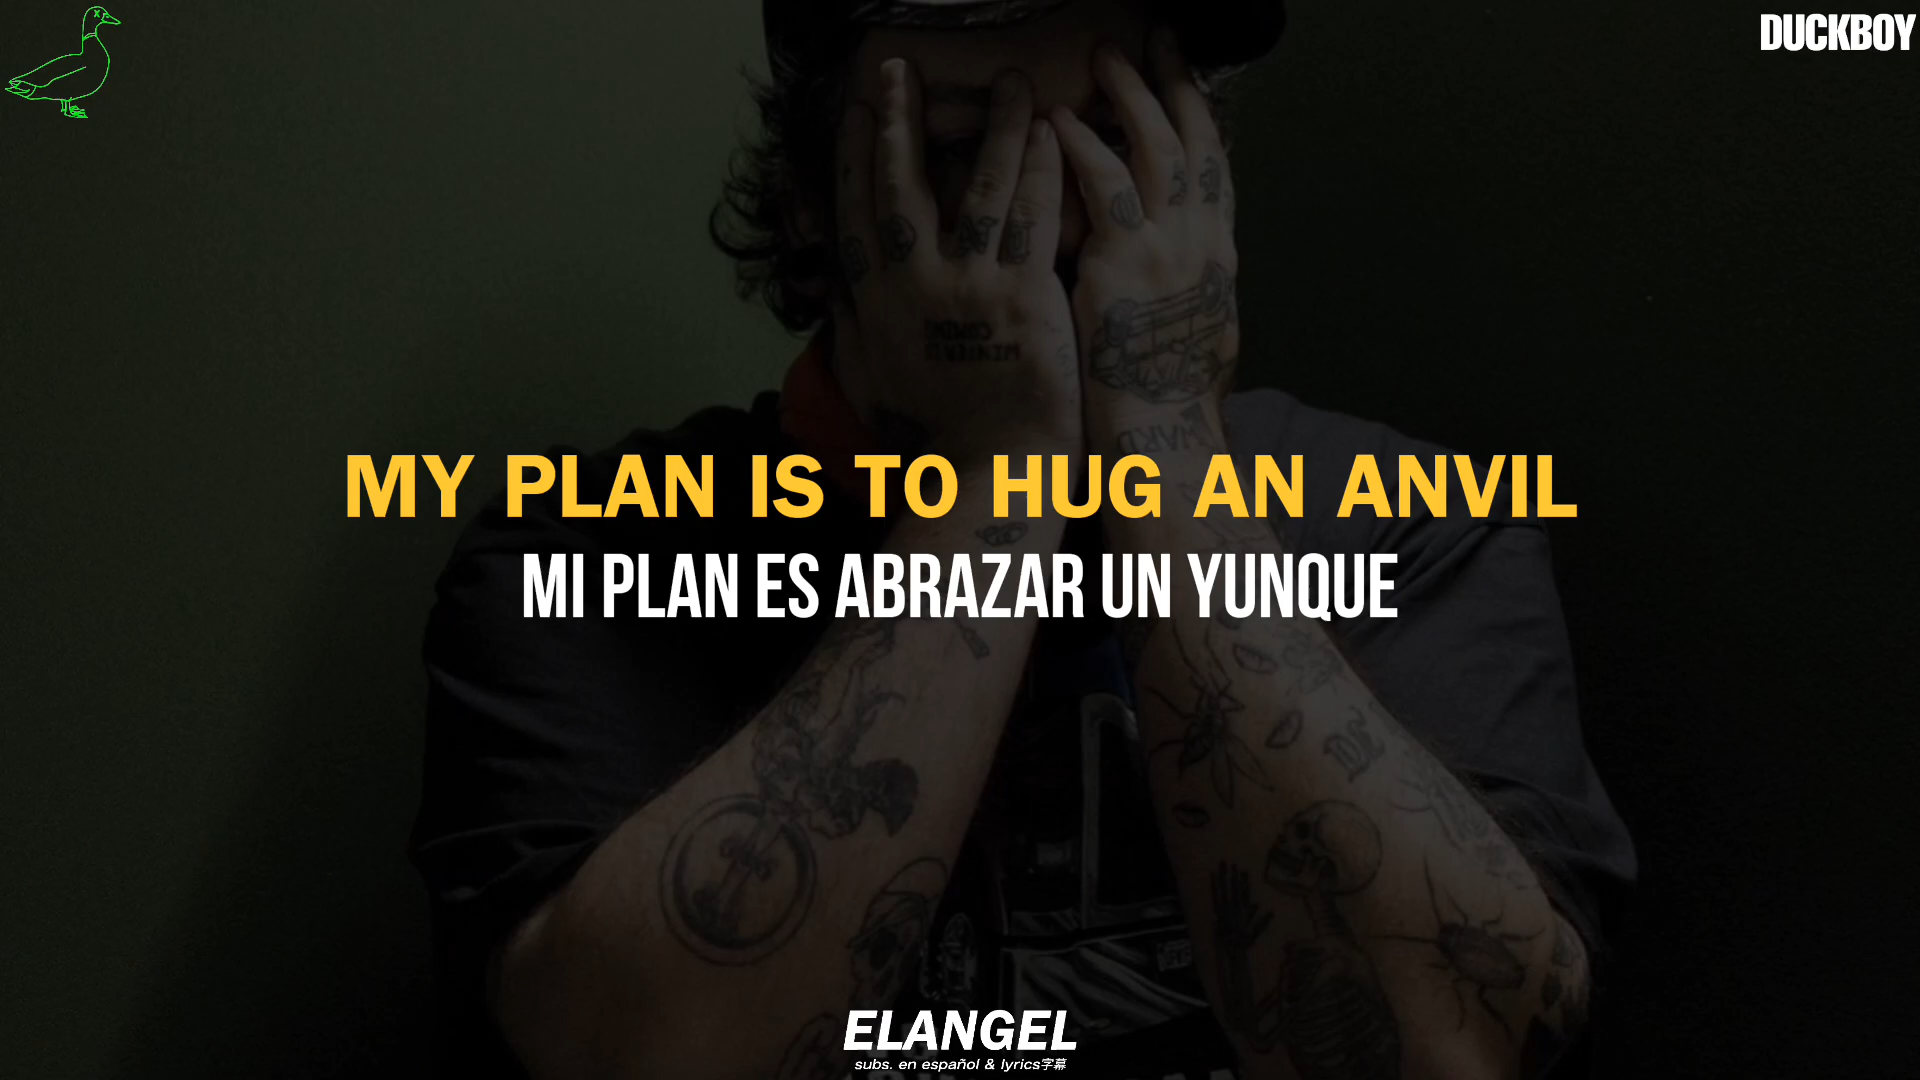 DUCKBOY
MY PLAN IS TO HUG AN ANVIL
MI PLAN ES ABRAZAR UN YUNQUE
ELANGEL
subs. en español & lyrics字幕